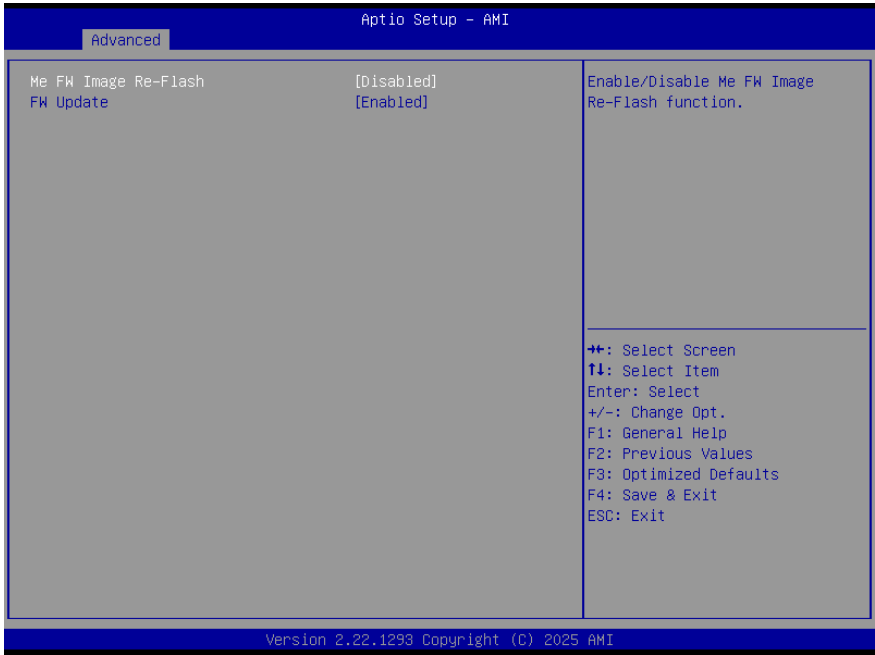 Aptio Setup – AMI
Advanced
Me FW Image Re-Flash [Disabled]
FW Update [Enabled]
Enable/Disable Me FW Image
Re-Flash function.
→←: Select Screen
↑↓: Select Item
Enter: Select
+/-: Change Opt.
F1: General Help
F2: Previous Values
F3: Optimized Defaults
F4: Save & Exit
ESC: Exit
Version 2.22.1293 Copyright (C) 2025 AMI